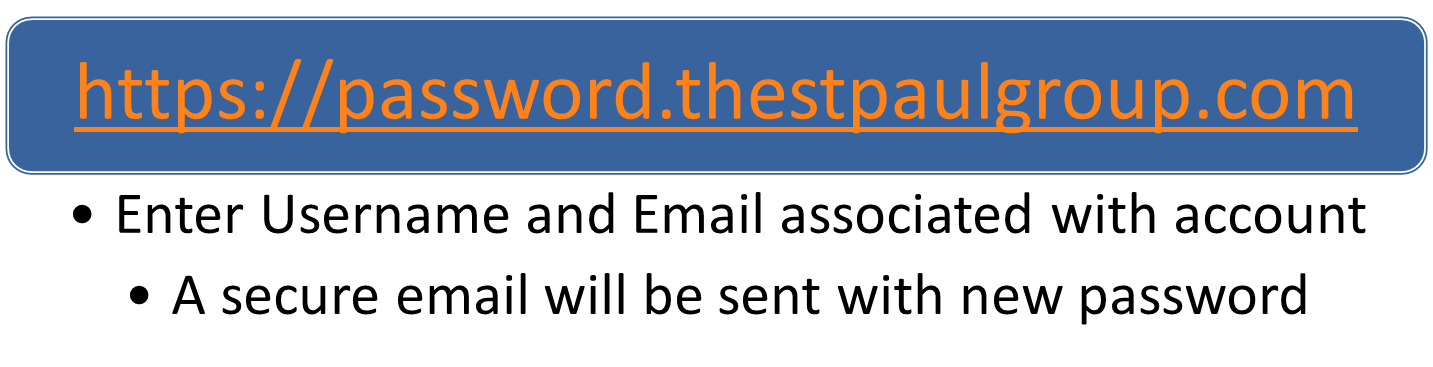 https://password.thestpaulgroup.com
• Enter Username and Email associated with account
• A secure email will be sent with new password